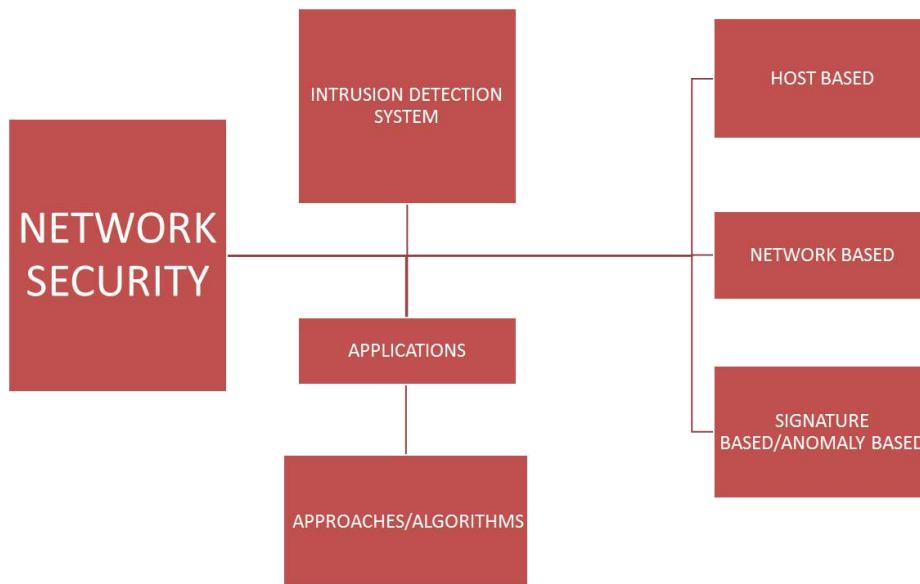 NETWORK
SECURITY
INTRUSION DETECTION
SYSTEM
APPLICATIONS
APPROACHES/ALGORITHMS
HOST BASED
NETWORK BASED
SIGNATURE
BASED/ANOMALY BASED